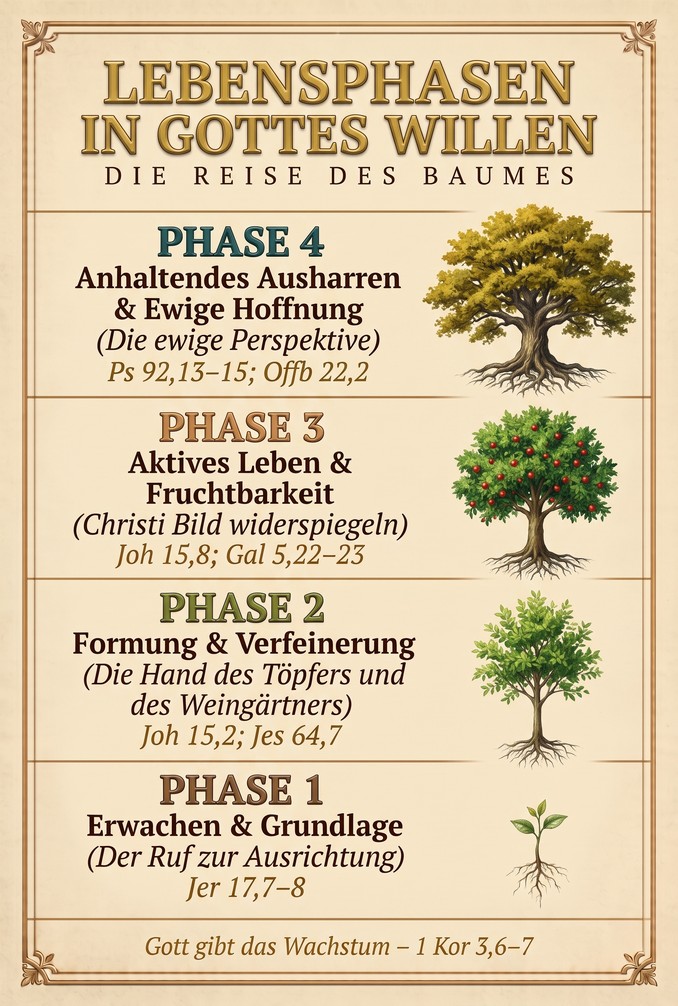 LEBENSPHASEN
IN GOTTES WILLEN
DIE REISE DES BAUMES
PHASE 4
Anhaltendes Ausharren
& Ewige Hoffnung
(Die ewige Perspektive)
Ps 92,13–15; Offb 22,2
PHASE 3
Aktives Leben &
Fruchtbarkeit
(Christi Bild widerspiegeln)
Joh 15,8; Gal 5,22–23
PHASE 2
Formung & Verfeinerung
(Die Hand des Töpfers und
des Weingärtners)
Joh 15,2; Jes 64,7
PHASE 1
Erwachen & Grundlage
(Der Ruf zur Ausrichtung)
Jer 17,7–8
Gott gibt das Wachstum – 1 Kor 3,6–7